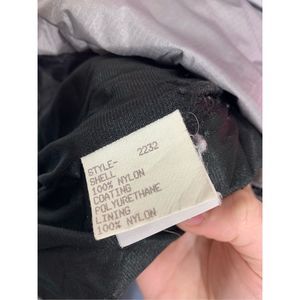 STYLE- 2232
SHELL
100% NYLON
COATING
POLYURETHANE
LINING
100% NYLON